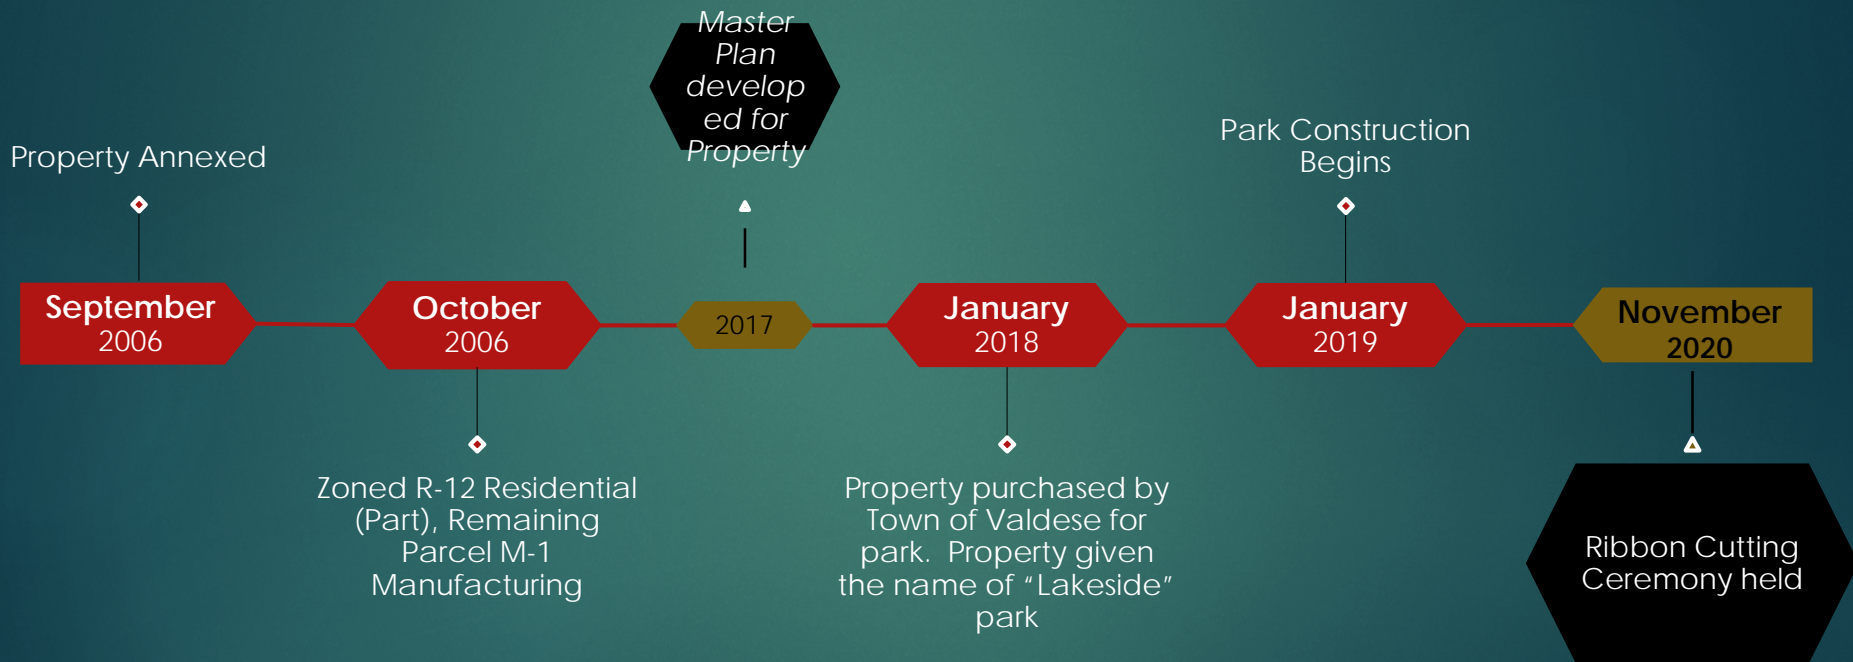 Master
Plan
develop
ed for
Property
Property Annexed
Park Construction
Begins
September
2006
October
2006
2017
January
2018
January
2019
November
2020
Zoned R-12 Residential
(Part), Remaining
Parcel M-1
Manufacturing
Property purchased by
Town of Valdese for
park.  Property given
the name of “Lakeside”
park
Ribbon Cutting
Ceremony held